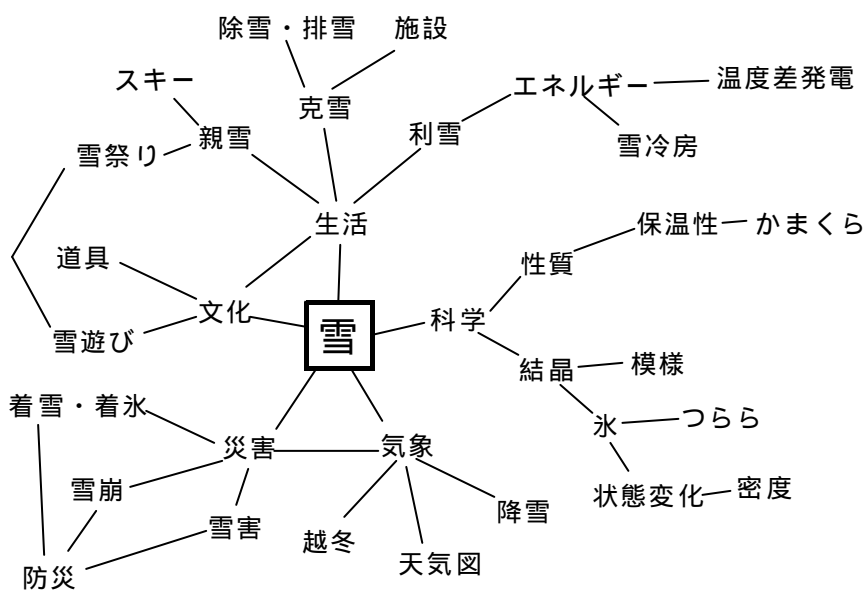 除雪・排雪
施設
スキー
エネルギー
温度差発電
克雪
親雪
利雪
雪祭り
雪冷房
生活
保温性
かまくら
道具
性質
文化
科学
雪
雪遊び
結晶
模様
着雪・着氷
氷
つらら
災害
気象
雪崩
状態変化
密度
雪害
降雪
越冬
天気図
防災